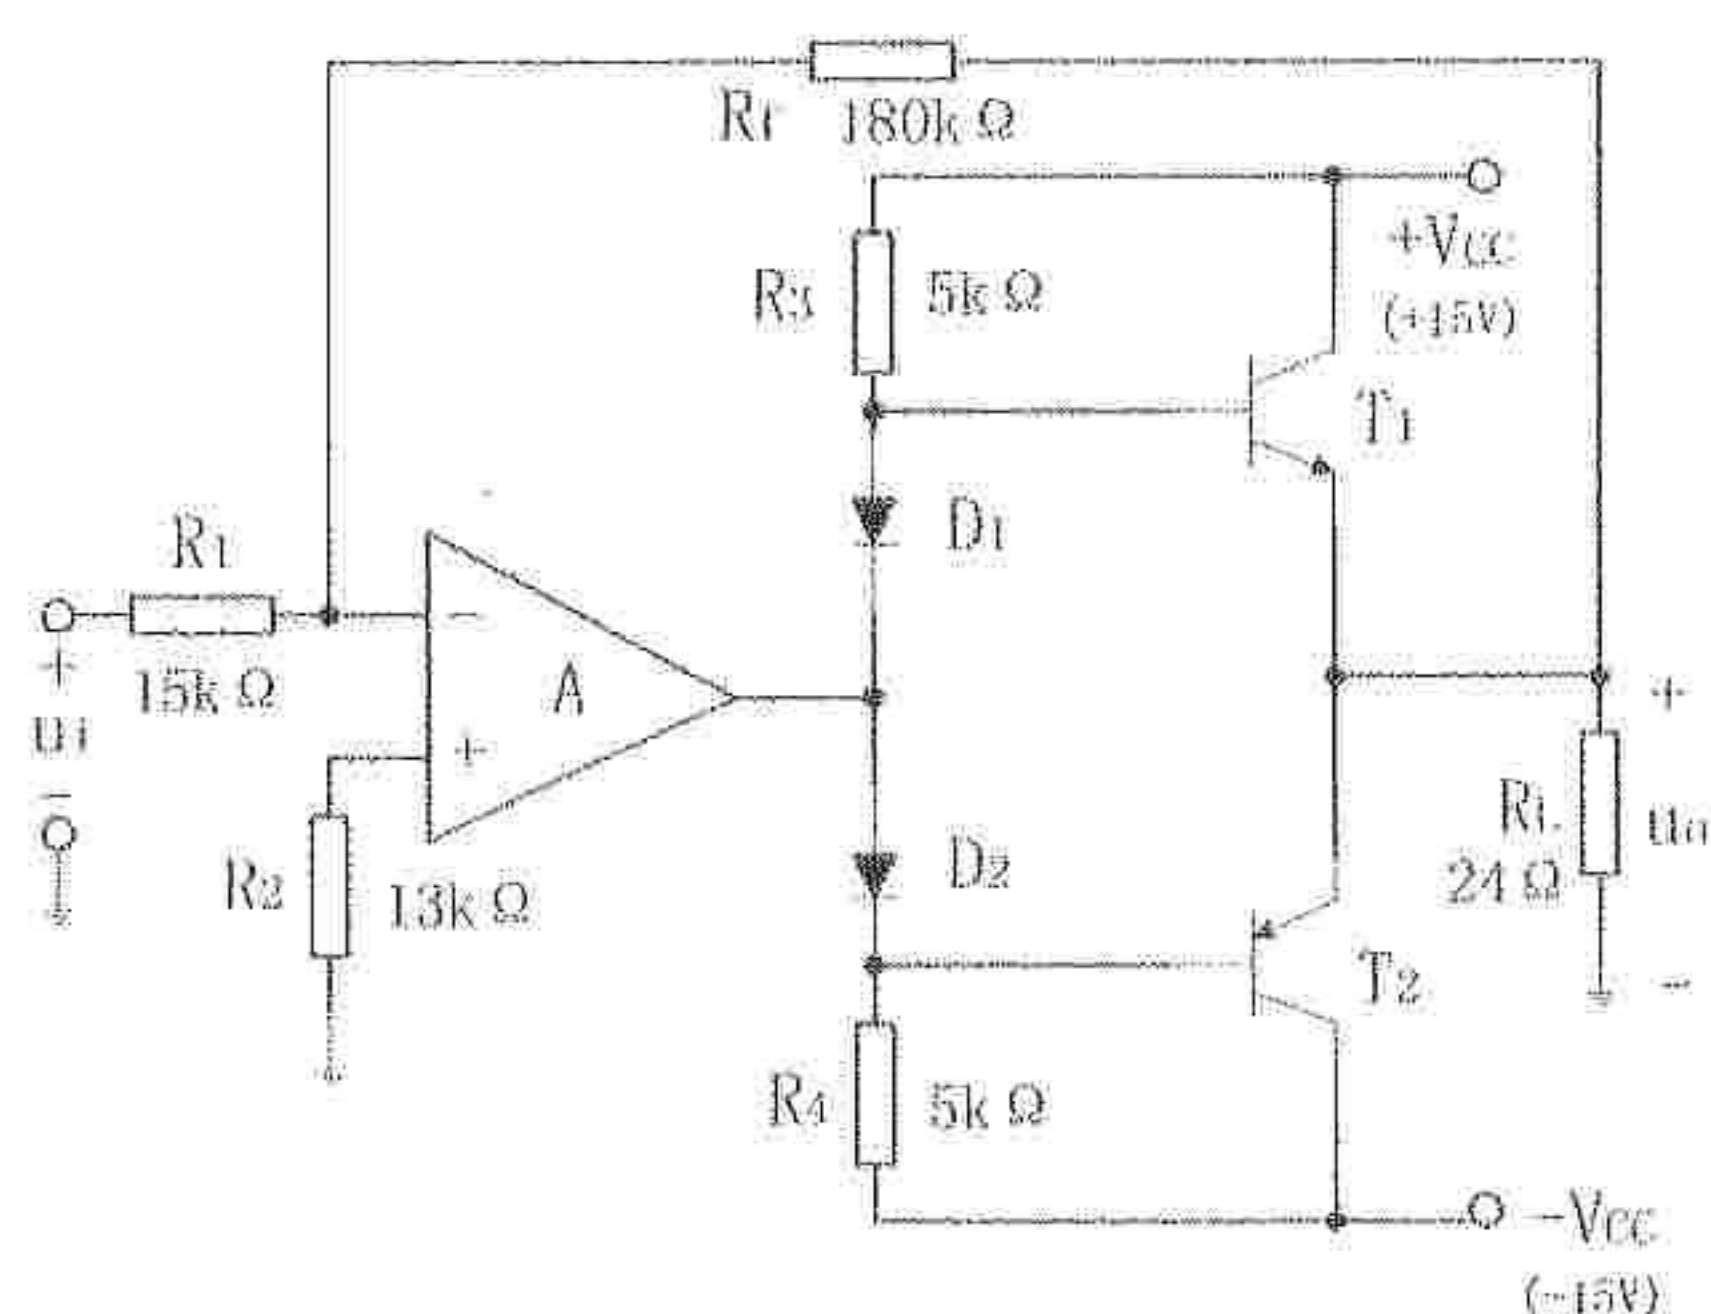 Rf 180kΩ
+VCC
(+15V)
R3 5kΩ
T1
D1
R1
15kΩ
−
A
+
+
ui
−
R2 13kΩ
D2
+
RL
24Ω
uo
−
T2
R4 5kΩ
−VCC
(−15V)